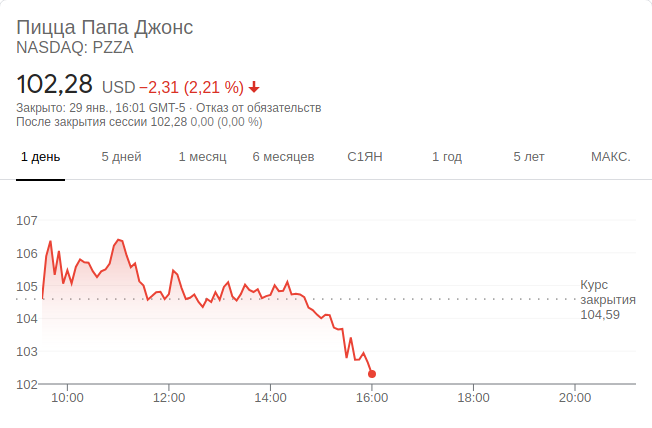 Пицца Папа Джонс
NASDAQ: PZZA
102,28 USD −2,31 (2,21 %)
Закрыто: 29 янв., 16:01 GMT-5 · Отказ от обязательств
После закрытия сессии 102,28 0,00 (0,00 %)
1 день 5 дней 1 месяц 6 месяцев С1ЯН 1 год 5 лет МАКС.
107
106
105
104
103
102
Курс
закрытия
104,59
10:00 12:00 14:00 16:00 18:00 20:00